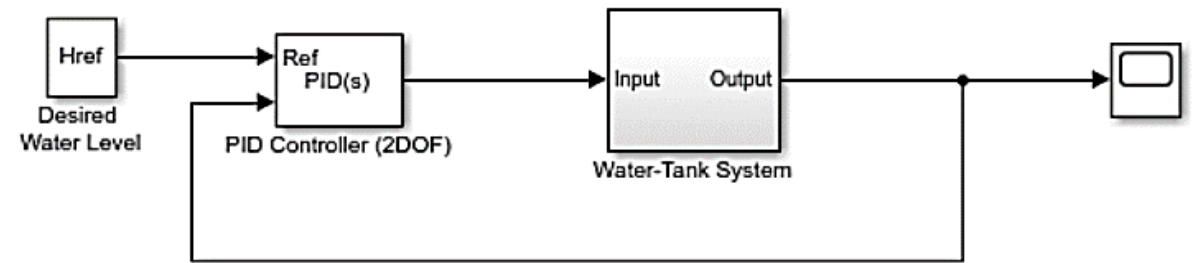 Href
Desired
Water Level
Ref
PID(s)
PID Controller (2DOF)
Input
Output
Water-Tank System